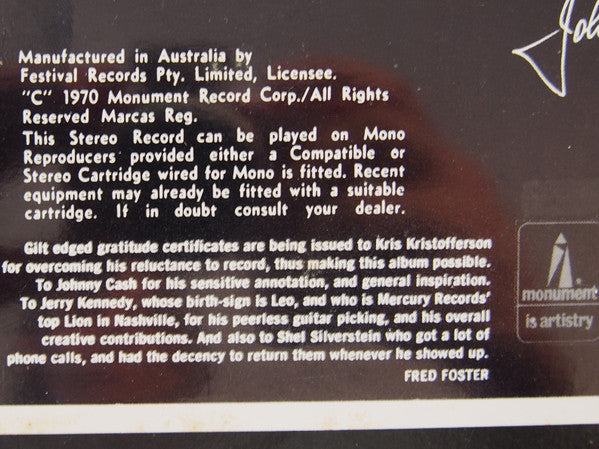 Joh
Manufactured in Australia by
Festival Records Pty. Limited, Licensee.
"C" 1970 Monument Record Corp./All Rights
Reserved Marcas Reg.
This Stereo Record can be played on Mono
Reproducers provided either a Compatible or
Stereo Cartridge wired for Mono is fitted. Recent
equipment may already be fitted with a suitable
cartridge. If in doubt consult your dealer.
Gilt edged gratitude certificates are being issued to Kris Kristofferson
for overcoming his reluctance to record, thus making this album possible.
To Johnny Cash for his sensitive annotation, and general inspiration.
To Jerry Kennedy, whose birth-sign is Leo, and who is Mercury Records'
top Lion in Nashville, for his peerless guitar picking, and his overall
creative contributions. And also to Shel Silverstein who got a lot of
phone calls, and had the decency to return them whenever he showed up.
FRED FOSTER
monument
is artistry